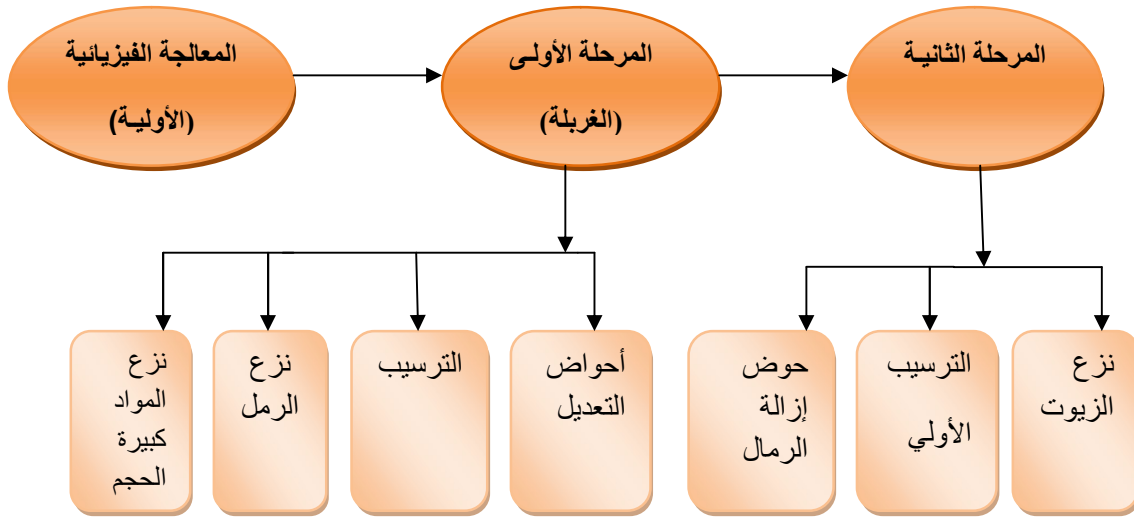 المعالجة الفيزيائية
(الأوليـة)
المرحلة الأولـى
(الغربلة)
المرحلة الثانيـة
نزع
المواد
كبيرة
الحجم
نزع
الرمل
الترسيب
أحواض
التعديل
حوض
إزالة
الرمال
الترسيب
الأولي
نزع
الزيوت